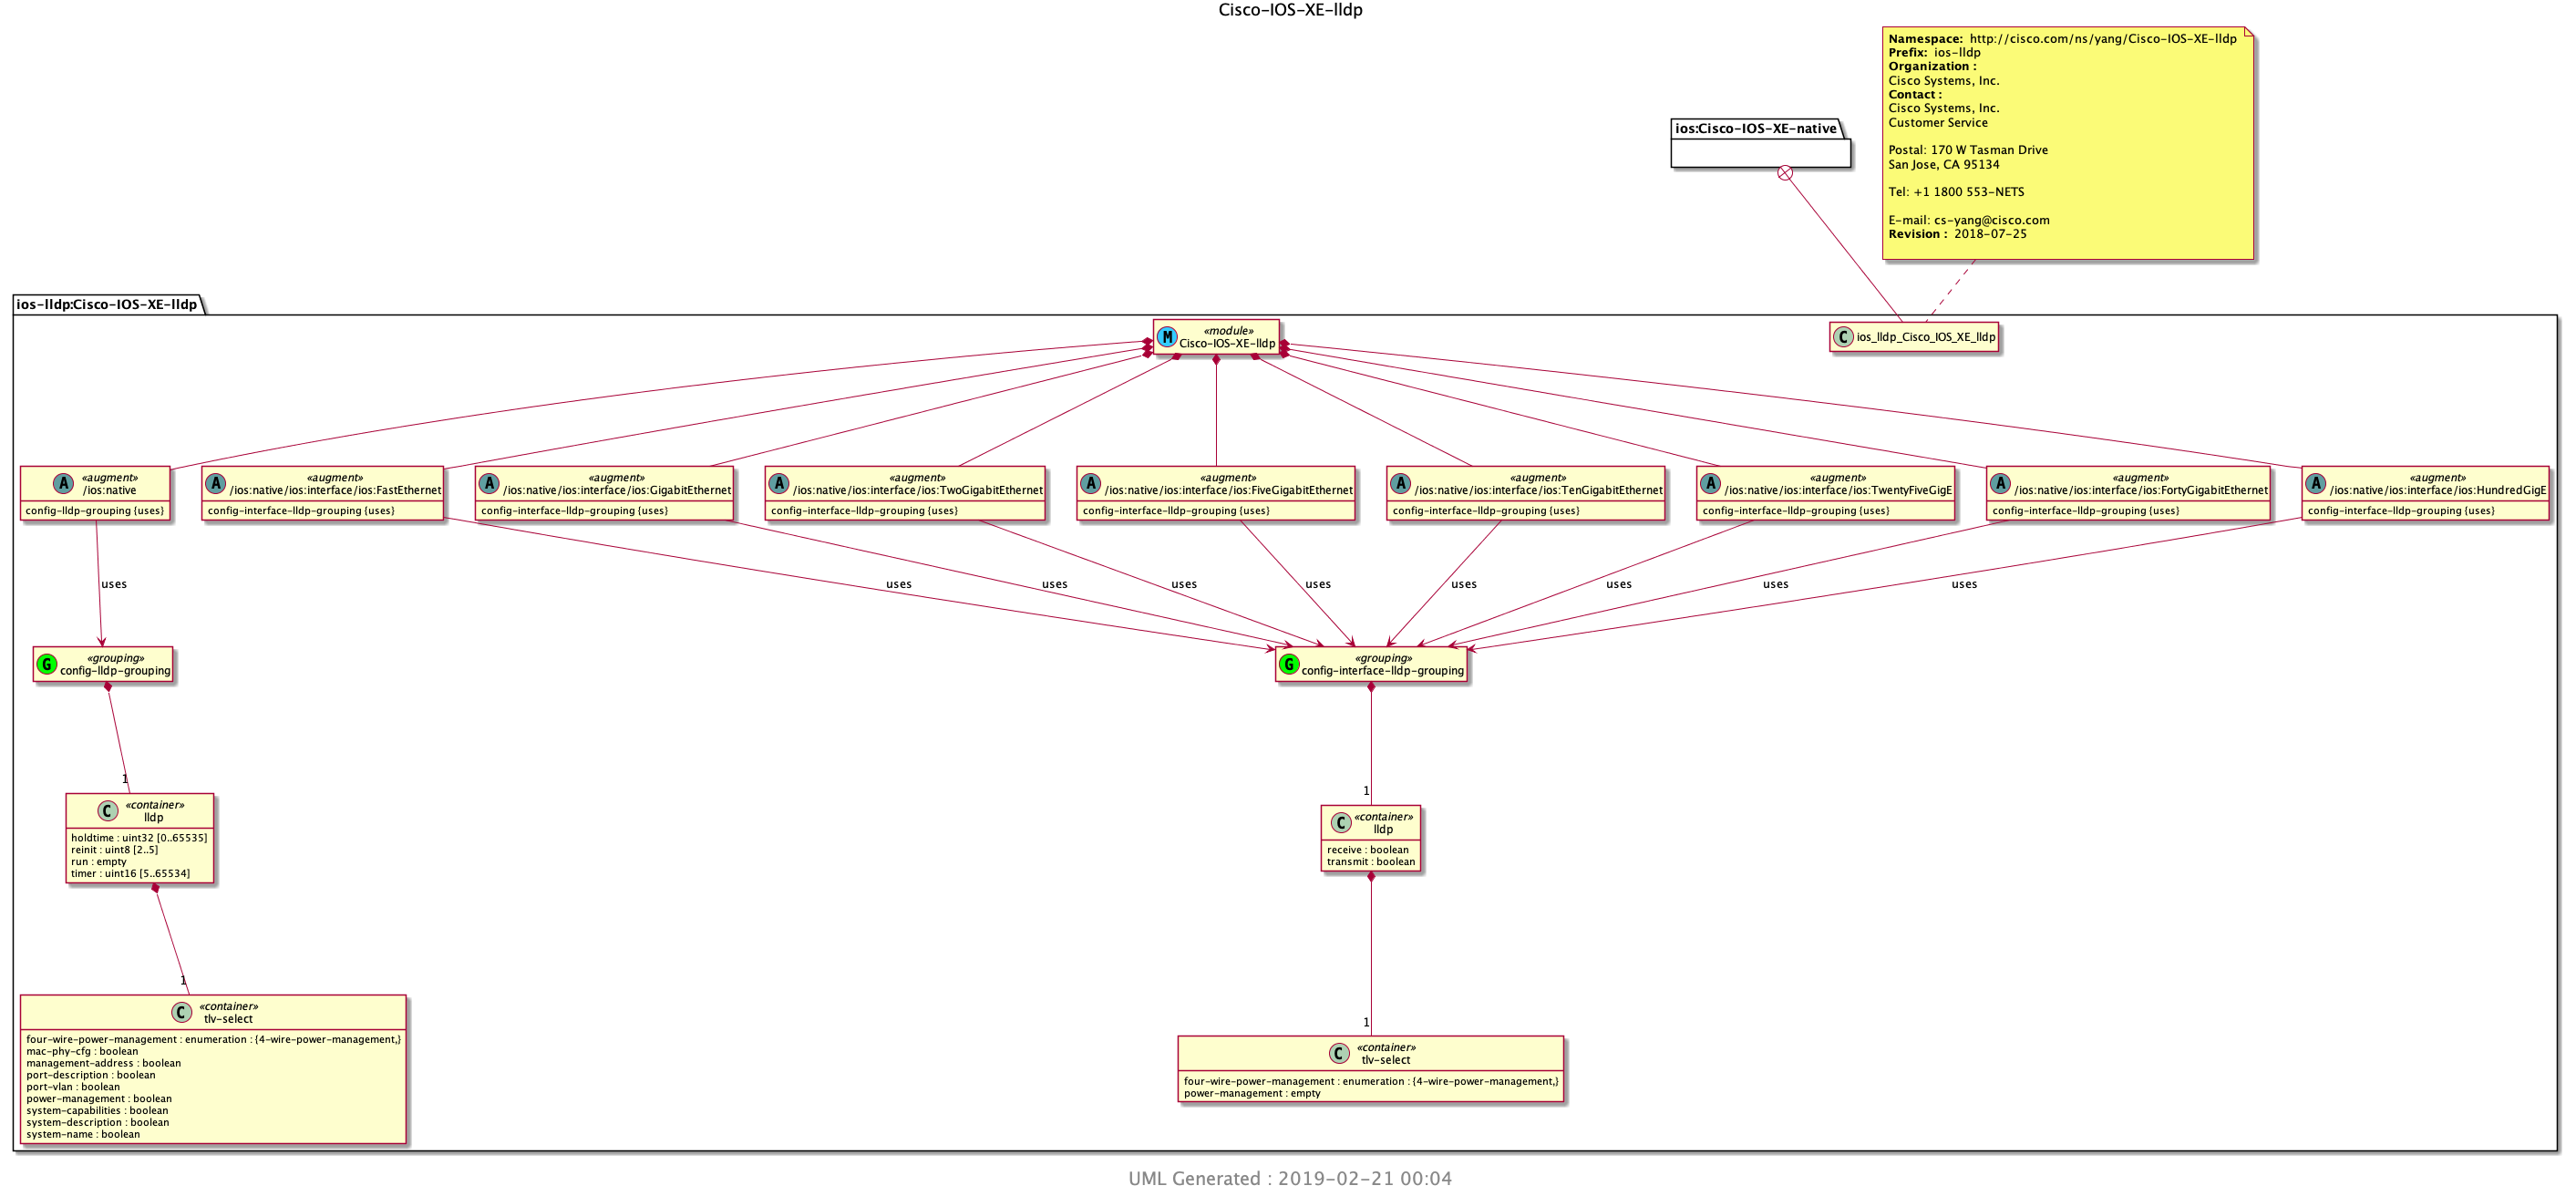 Cisco-IOS-XE-lldp
Namespace: http://cisco.com/ns/yang/Cisco-IOS-XE-lldp
Prefix: ios-lldp
Organization :
Cisco Systems, Inc.
Contact :
Cisco Systems, Inc.
Customer Service
Postal: 170 W Tasman Drive
San Jose, CA 95134
Tel: +1 1800 553-NETS
E-mail: cs-yang@cisco.com
Revision : 2018-07-25
ios:Cisco-IOS-XE-native
ios-lldp:Cisco-IOS-XE-lldp
M
«module»
Cisco-IOS-XE-lldp
C
ios_lldp_Cisco_IOS_XE_lldp
A
«augment»
/ios:native
config-lldp-grouping {uses}
A
«augment»
/ios:native/ios:interface/ios:FastEthernet
config-interface-lldp-grouping {uses}
A
«augment»
/ios:native/ios:interface/ios:GigabitEthernet
config-interface-lldp-grouping {uses}
A
«augment»
/ios:native/ios:interface/ios:TwoGigabitEthernet
config-interface-lldp-grouping {uses}
A
«augment»
/ios:native/ios:interface/ios:FiveGigabitEthernet
config-interface-lldp-grouping {uses}
A
«augment»
/ios:native/ios:interface/ios:TenGigabitEthernet
config-interface-lldp-grouping {uses}
A
«augment»
/ios:native/ios:interface/ios:TwentyFiveGigE
config-interface-lldp-grouping {uses}
A
«augment»
/ios:native/ios:interface/ios:FortyGigabitEthernet
config-interface-lldp-grouping {uses}
A
«augment»
/ios:native/ios:interface/ios:HundredGigE
config-interface-lldp-grouping {uses}
uses
uses
uses
uses
uses
uses
uses
uses
uses
G
«grouping»
config-lldp-grouping
G
«grouping»
config-interface-lldp-grouping
1
C
«container»
lldp
holdtime : uint32 [0..65535]
reinit : uint8 [2..5]
run : empty
timer : uint16 [5..65534]
1
C
«container»
lldp
receive : boolean
transmit : boolean
1
C
«container»
tlv-select
four-wire-power-management : enumeration : {4-wire-power-management,}
mac-phy-cfg : boolean
management-address : boolean
port-description : boolean
port-vlan : boolean
power-management : boolean
system-capabilities : boolean
system-description : boolean
system-name : boolean
1
C
«container»
tlv-select
four-wire-power-management : enumeration : {4-wire-power-management,}
power-management : empty
UML Generated : 2019-02-21 00:04